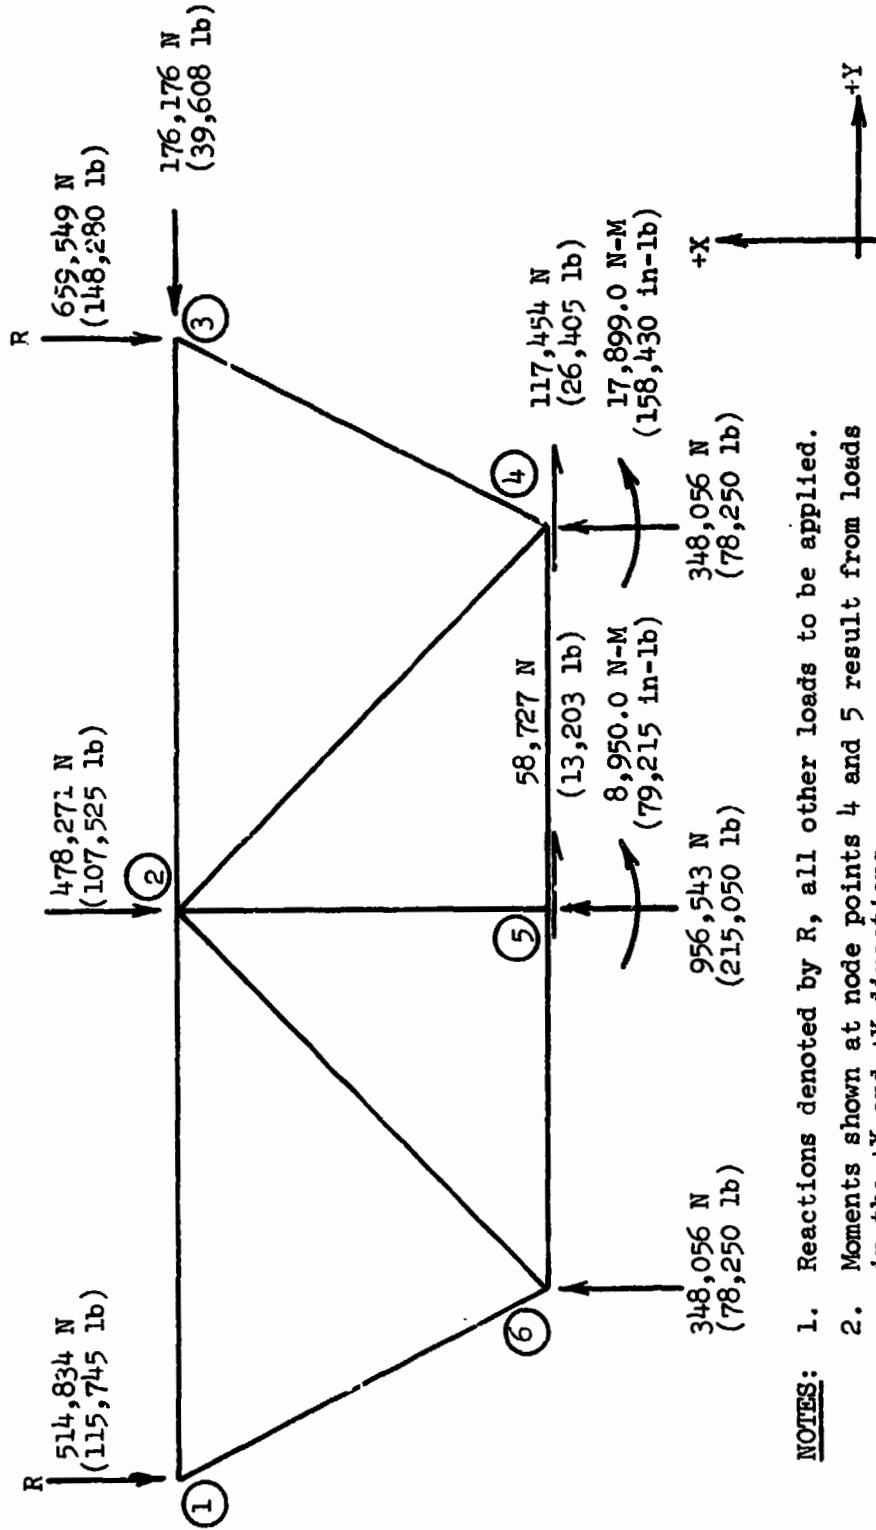 R
514,834 N
(115,745 lb)
478,271 N
(107,525 lb)
R
659,549 N
(148,280 lb)
176,176 N
(39,608 lb)
1
2
3
6
5
4
58,727 N
(13,203 lb)
117,454 N
(26,405 lb)
8,950.0 N-M
(79,215 in-lb)
17,899.0 N-M
(158,430 in-lb)
348,056 N
(78,250 lb)
956,543 N
(215,050 lb)
348,056 N
(78,250 lb)
+X
+Y
NOTES: 1. Reactions denoted by R, all other loads to be applied.
2. Moments shown at node points 4 and 5 result from loads